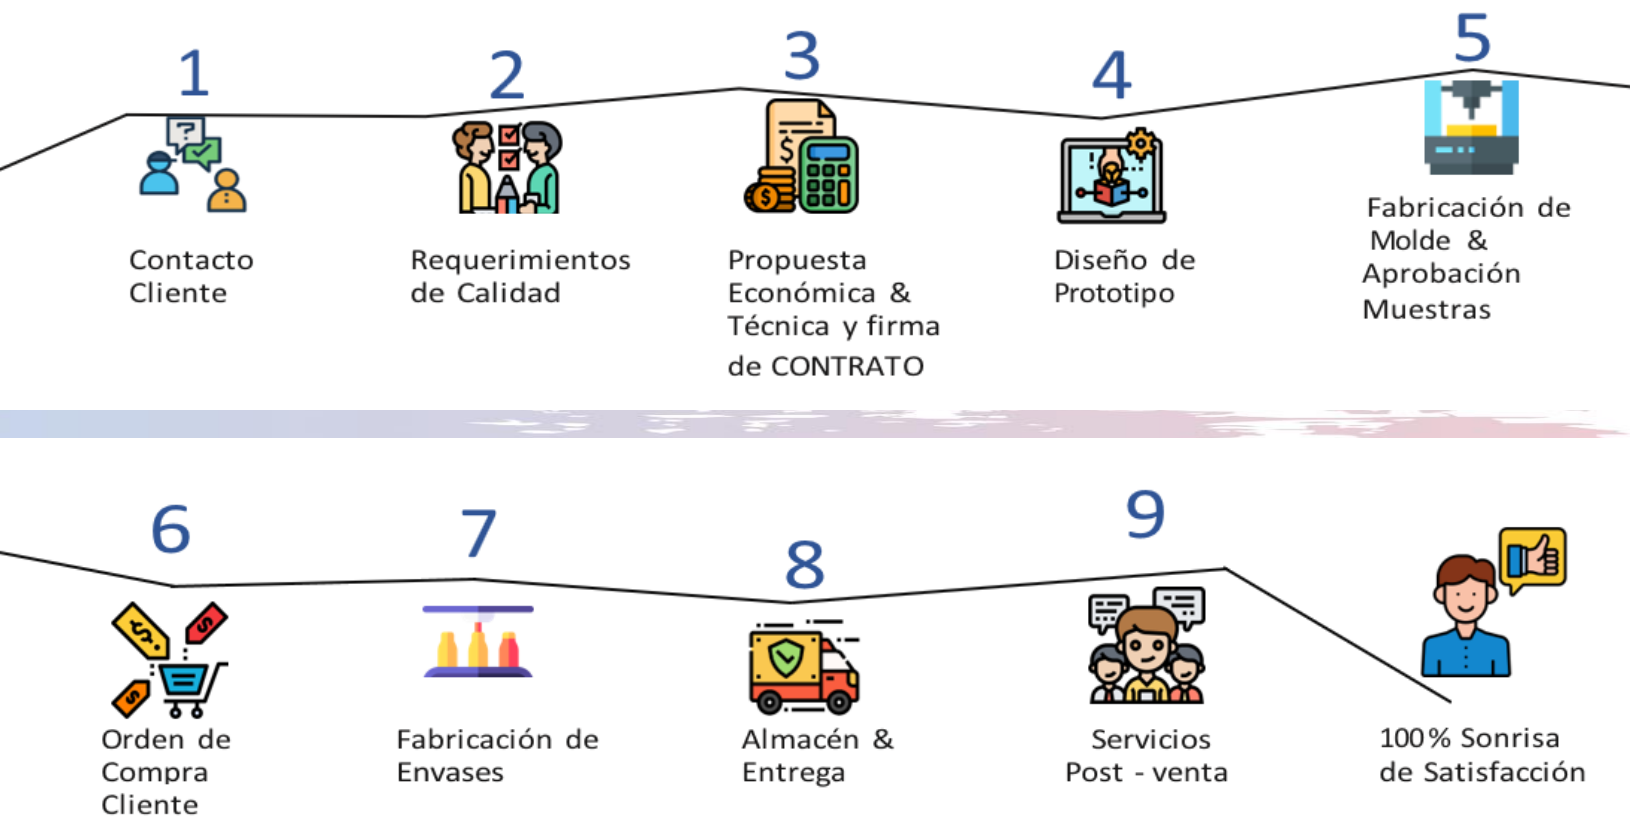 1
Contacto
Cliente
2
Requerimientos
de Calidad
3
Propuesta
Económica &
Técnica y firma
de CONTRATO
4
Diseño de
Prototipo
5
Fabricación de
Molde &
Aprobación
Muestras
6
Orden de
Compra
Cliente
7
Fabricación de
Envases
8
Almacén &
Entrega
9
Servicios
Post - venta
100% Sonrisa
de Satisfacción